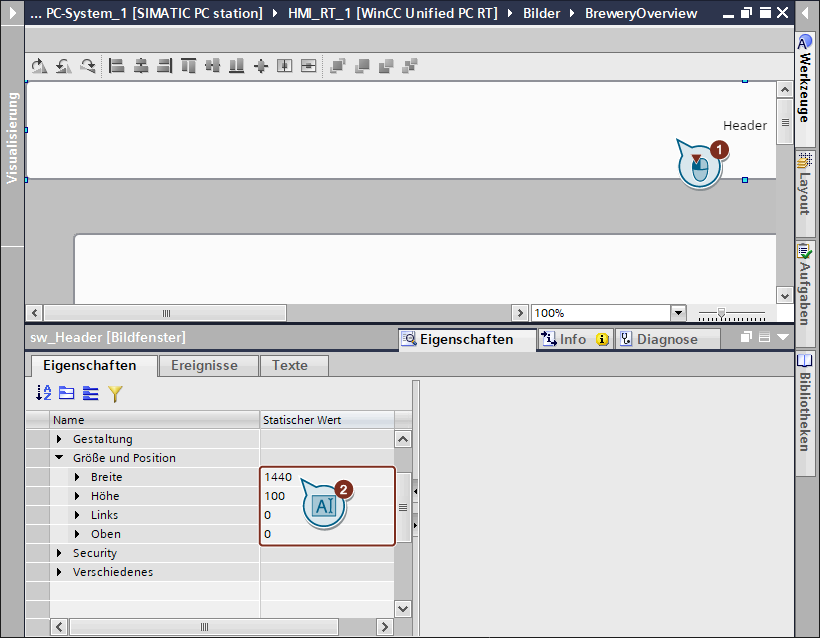 ... PC-System_1 [SIMATIC PC station] HMI_RT_1 [WinCC Unified PC RT] Bilder BreweryOverview
Visualisierung
Header
1
100%
sw_Header [Bildfenster]
Eigenschaften Info Diagnose
Eigenschaften Ereignisse Texte
Name Statischer Wert
Gestaltung
Größe und Position
Breite 1440
Höhe 100
Links 0
Oben 0
2
AI
Security
Verschiedenes
Werkzeuge
Layout
Aufgaben
Bibliotheken